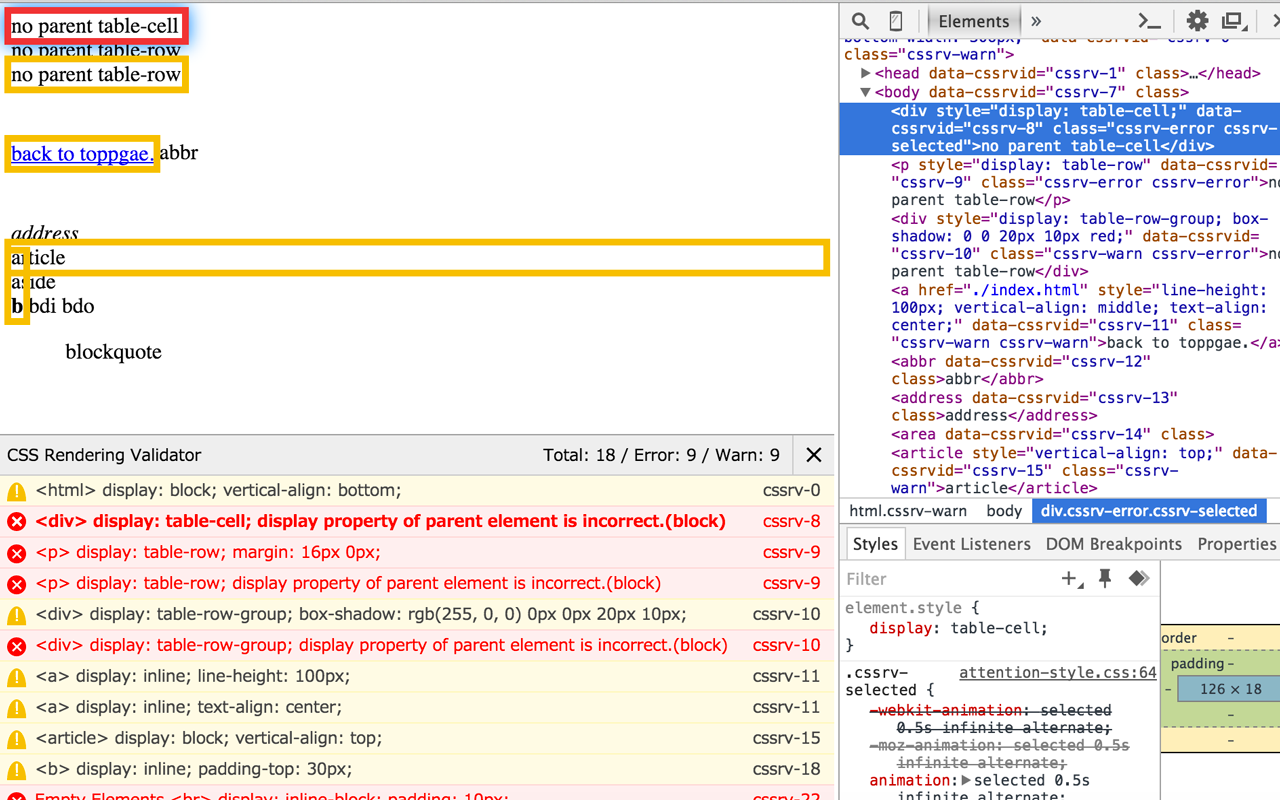 no parent table-cell
no parent table-row
no parent table-row
back to toppgae. abbr
address
article
aside
b bdi bdo
blockquote
CSS Rendering Validator Total: 18 / Error: 9 / Warn: 9
<html> display: block; vertical-align: bottom; cssrv-0
<div> display: table-cell; display property of parent element is incorrect.(block) cssrv-8
<p> display: table-row; margin: 16px 0px; cssrv-9
<p> display: table-row; display property of parent element is incorrect.(block) cssrv-9
<div> display: table-row-group; box-shadow: rgb(255, 0, 0) 0px 0px 20px 10px; cssrv-10
<div> display: table-row-group; display property of parent element is incorrect.(block) cssrv-10
<a> display: inline; line-height: 100px; cssrv-11
<a> display: inline; text-align: center; cssrv-11
<article> display: block; vertical-align: top; cssrv-15
<b> display: inline; padding-top: 30px; cssrv-18
Empty Elements <br> display: inline-block; padding: 10px; cssrv-22
Elements »
bottom-width: 300px; data-cssrvid="cssrv-0"
class="cssrv-warn">
<head data-cssrvid="cssrv-1" class>…</head>
<body data-cssrvid="cssrv-7" class>
<div style="display: table-cell;" data-
cssrvid="cssrv-8" class="cssrv-error cssrv-
selected">no parent table-cell</div>
<p style="display: table-row" data-cssrvid=
"cssrv-9" class="cssrv-error cssrv-error">no
parent table-row</p>
<div style="display: table-row-group; box-
shadow: 0 0 20px 10px red;" data-cssrvid=
"cssrv-10" class="cssrv-warn cssrv-error">no
parent table-row</div>
<a href="./index.html" style="line-height:
100px; vertical-align: middle; text-align:
center;" data-cssrvid="cssrv-11" class=
"cssrv-warn cssrv-warn">back to toppgae.</a>
<abbr data-cssrvid="cssrv-12"
class>abbr</abbr>
<address data-cssrvid="cssrv-13"
class>address</address>
<area data-cssrvid="cssrv-14" class>
<article style="vertical-align: top;" data-
cssrvid="cssrv-15" class="cssrv-
warn">article</article>
html.cssrv-warn body div.cssrv-error.cssrv-selected
Styles Event Listeners DOM Breakpoints Properties
Filter
element.style {
display: table-cell;
}
.cssrv- attention-style.css:64
selected {
-webkit-animation: selected
0.5s infinite alternate;
-moz-animation: selected 0.5s
infinite alternate;
animation: selected 0.5s
infinite alternate;
order –
padding –
– 126 × 18
–
–